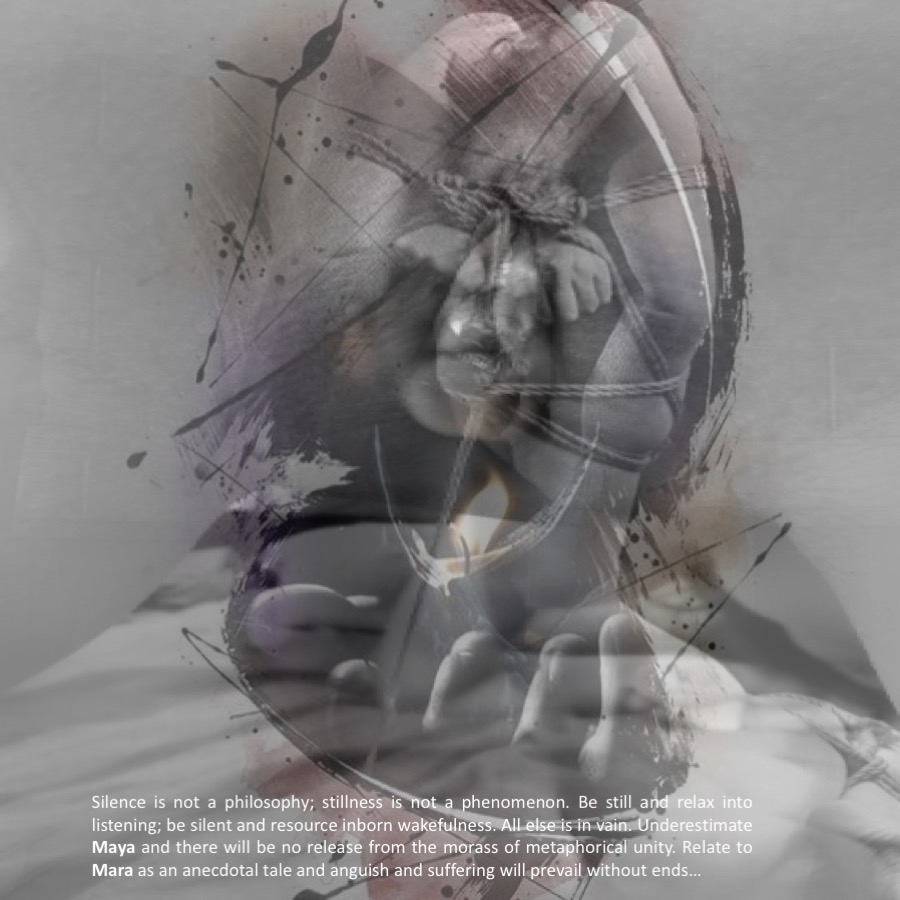 Silence is not a philosophy; stillness is not a phenomenon. Be still and relax into
listening; be silent and resource inborn wakefulness. All else is in vain. Underestimate
Maya and there will be no release from the morass of metaphorical unity. Relate to
Mara as an anecdotal tale and anguish and suffering will prevail without ends...